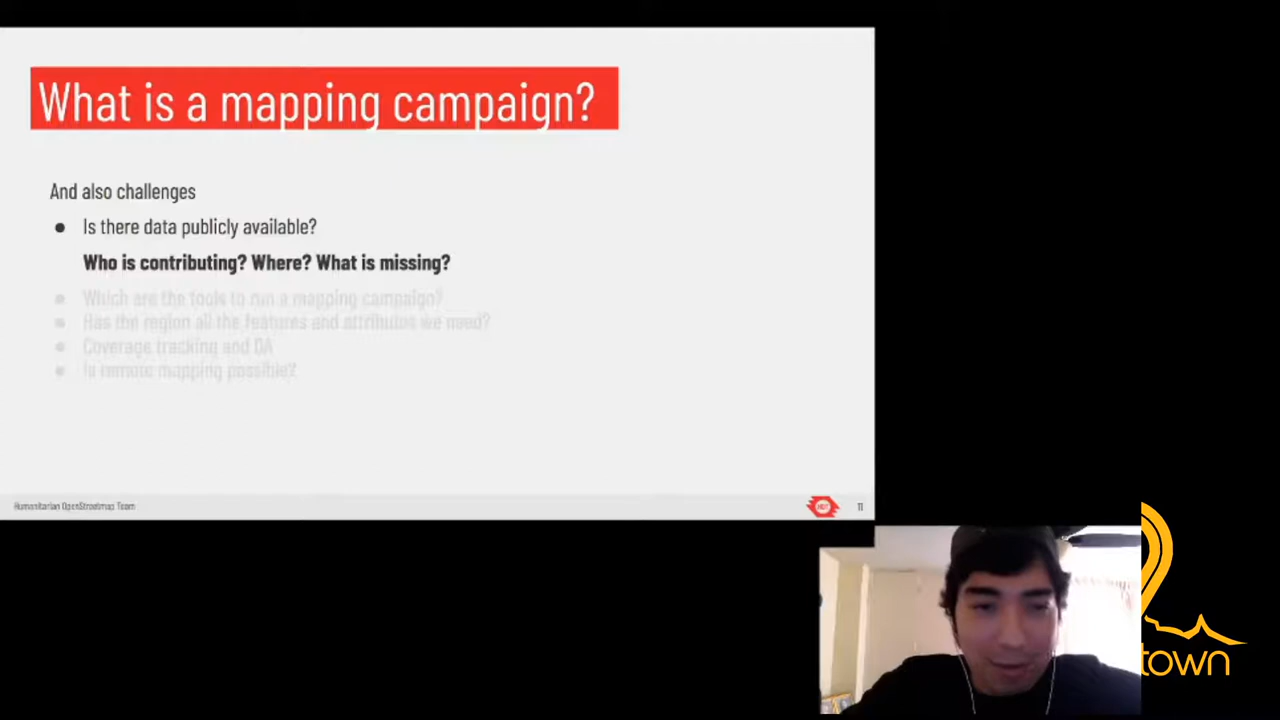 What is a mapping campaign?
And also challenges
● Is there data publicly available?
Who is contributing? Where? What is missing?
● Which are the tools to run a mapping campaign?
● Has the region all the features and attributes we need?
● Coverage tracking and DA
● Is remote mapping possible?
Humanitarian OpenStreetmap Team
HOT
11
town